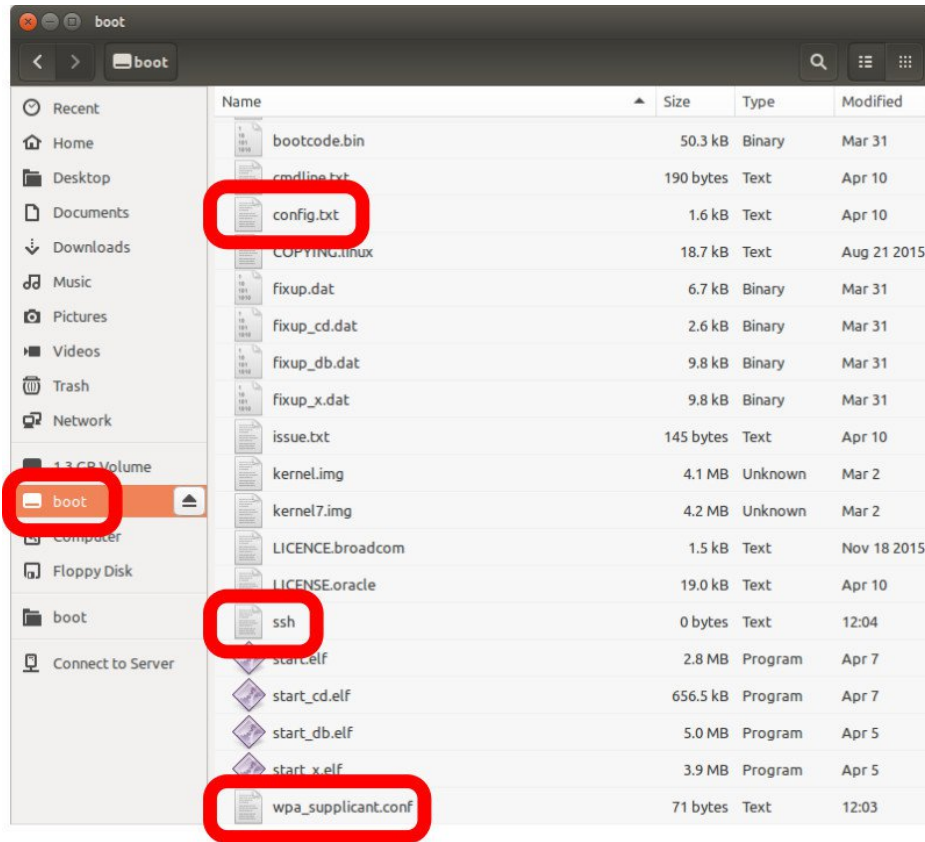 boot
boot
Recent
Home
Desktop
Documents
Downloads
Music
Pictures
Videos
Trash
Network
1.3 GB Volume
boot
Computer
Floppy Disk
boot
Connect to Server
Name Size Type Modified
bootcode.bin 50.3 kB Binary Mar 31
cmdline.txt 190 bytes Text Apr 10
config.txt 1.6 kB Text Apr 10
COPYING.linux 18.7 kB Text Aug 21 2015
fixup.dat 6.7 kB Binary Mar 31
fixup_cd.dat 2.6 kB Binary Mar 31
fixup_db.dat 9.8 kB Binary Mar 31
fixup_x.dat 9.8 kB Binary Mar 31
issue.txt 145 bytes Text Apr 10
kernel.img 4.1 MB Unknown Mar 2
kernel7.img 4.2 MB Unknown Mar 2
LICENCE.broadcom 1.5 kB Text Nov 18 2015
LICENSE.oracle 19.0 kB Text Apr 10
ssh 0 bytes Text 12:04
start.elf 2.8 MB Program Apr 7
start_cd.elf 656.5 kB Program Apr 7
start_db.elf 5.0 MB Program Apr 5
start_x.elf 3.9 MB Program Apr 5
wpa_supplicant.conf 71 bytes Text 12:03